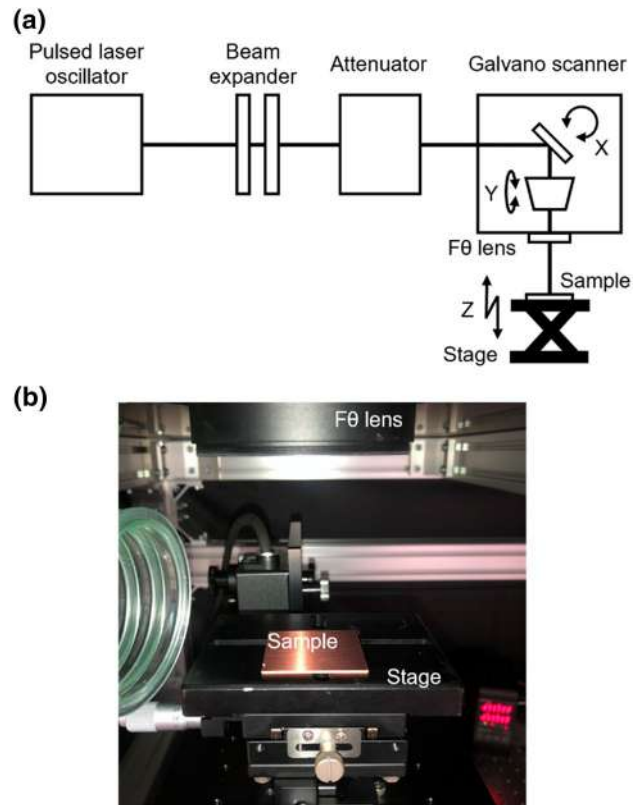 (a)
Pulsed laser
oscillator
Beam
expander
Attenuator
Galvano scanner
X
Y
Fθ lens
Sample
Z
Stage
(b)
Fθ lens
Sample
Stage